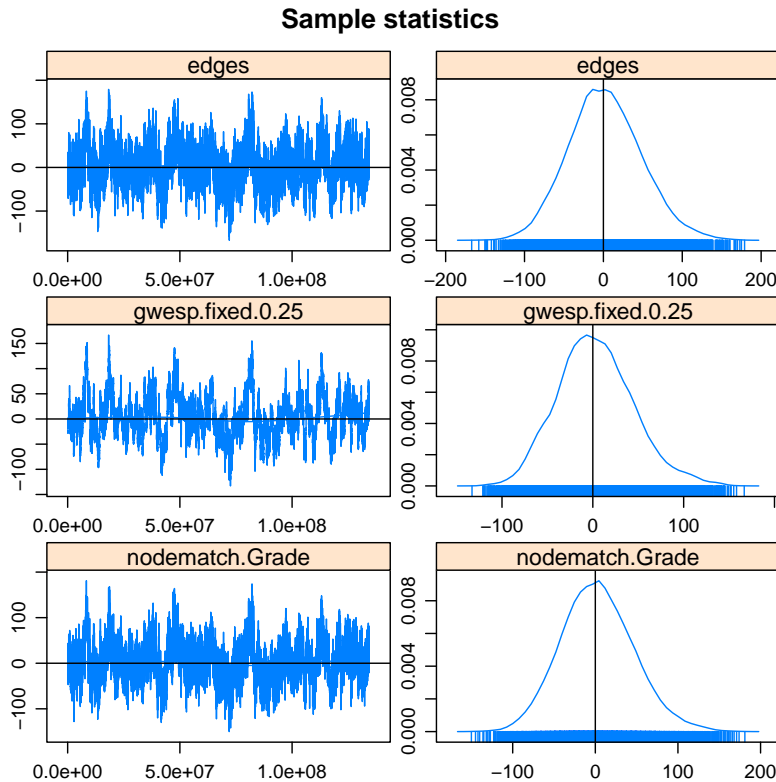 Sample statistics
edges
edges
-100 0 100
0.0e+00 5.0e+07 1.0e+08
0.000 0.004 0.008
-200 -100 0 100 200
gwesp.fixed.0.25
gwesp.fixed.0.25
-100 0 50 150
0.0e+00 5.0e+07 1.0e+08
0.000 0.004 0.008
-100 0 100
nodematch.Grade
nodematch.Grade
-100 0 100
0.0e+00 5.0e+07 1.0e+08
0.000 0.004 0.008
-100 0 100 200